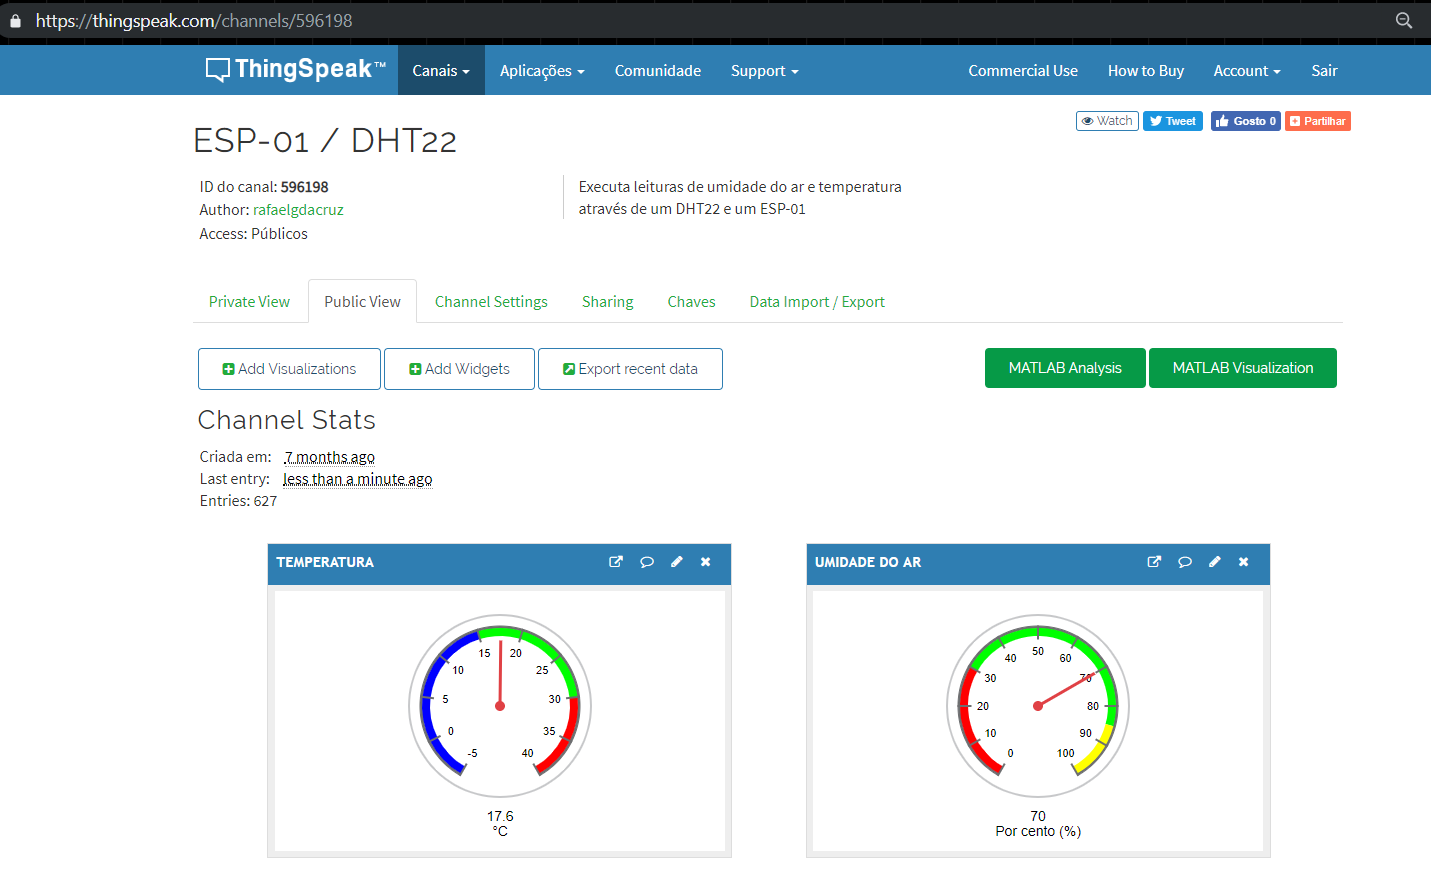 https://thingspeak.com/channels/596198
ThingSpeak™ Canais Aplicações Comunidade Support Commercial Use How to Buy Account Sair
Watch Tweet Gosto 0 Partilhar
ESP-01 / DHT22
ID do canal: 596198
Author: rafaelgdacruz
Access: Públicos
Executa leituras de umidade do ar e temperatura
através de um DHT22 e um ESP-01
Private View Public View Channel Settings Sharing Chaves Data Import / Export
Add Visualizations Add Widgets Export recent data MATLAB Analysis MATLAB Visualization
Channel Stats
Criada em: 7 months ago
Last entry: less than a minute ago
Entries: 627
TEMPERATURA
-5 0 5 10 15 20 25 30 35 40
17.6
°C
UMIDADE DO AR
0 10 20 30 40 50 60 70 80 90 100
70
Por cento (%)